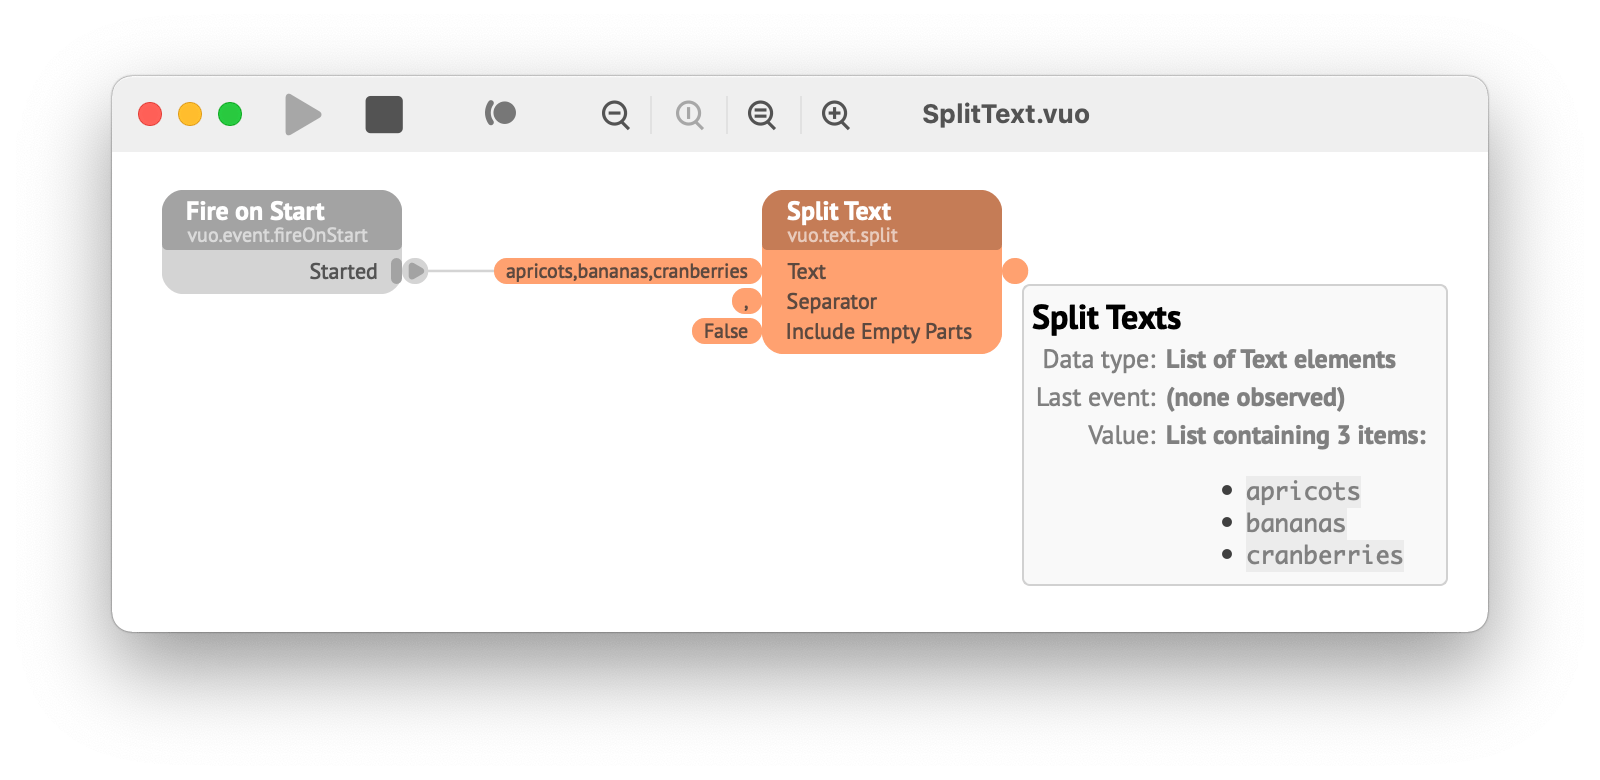 SplitText.vuo
Fire on Start
vuo.event.fireOnStart
Started
Split Text
vuo.text.split
apricots,bananas,cranberries
Text
,
Separator
False
Include Empty Parts
Split Texts
Data type: List of Text elements
Last event: (none observed)
Value: List containing 3 items:
• apricots
• bananas
• cranberries